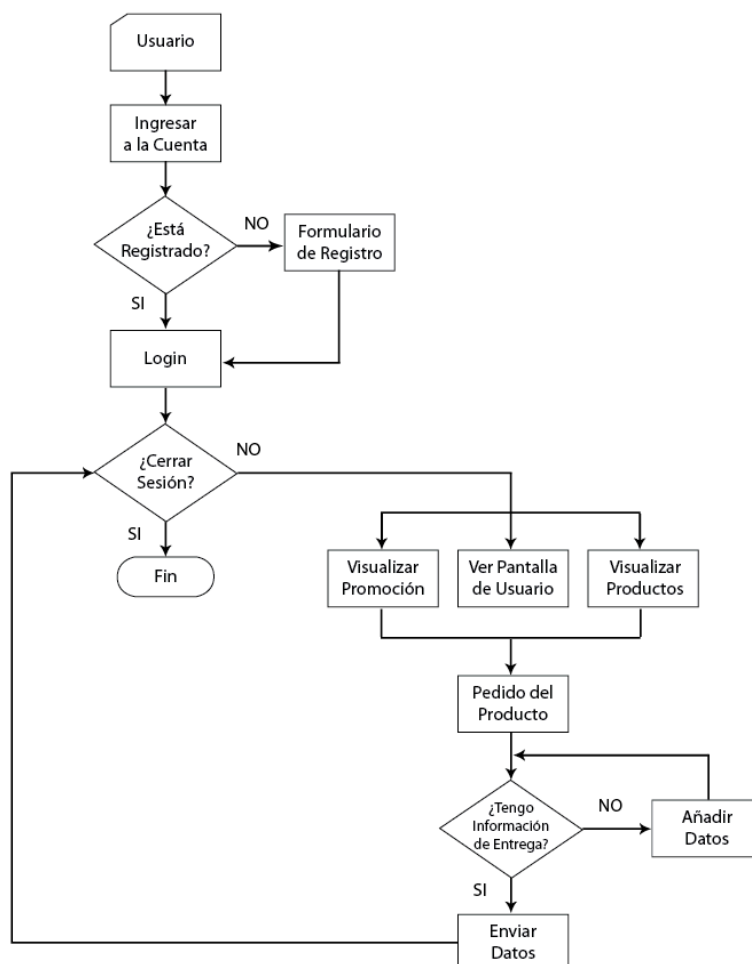 Usuario
Ingresar
a la Cuenta
¿Está
Registrado?
NO
Formulario
de Registro
SI
Login
¿Cerrar
Sesión?
NO
SI
Fin
Visualizar
Promoción
Ver Pantalla
de Usuario
Visualizar
Productos
Pedido del
Producto
¿Tengo
Información
de Entrega?
NO
Añadir
Datos
SI
Enviar
Datos